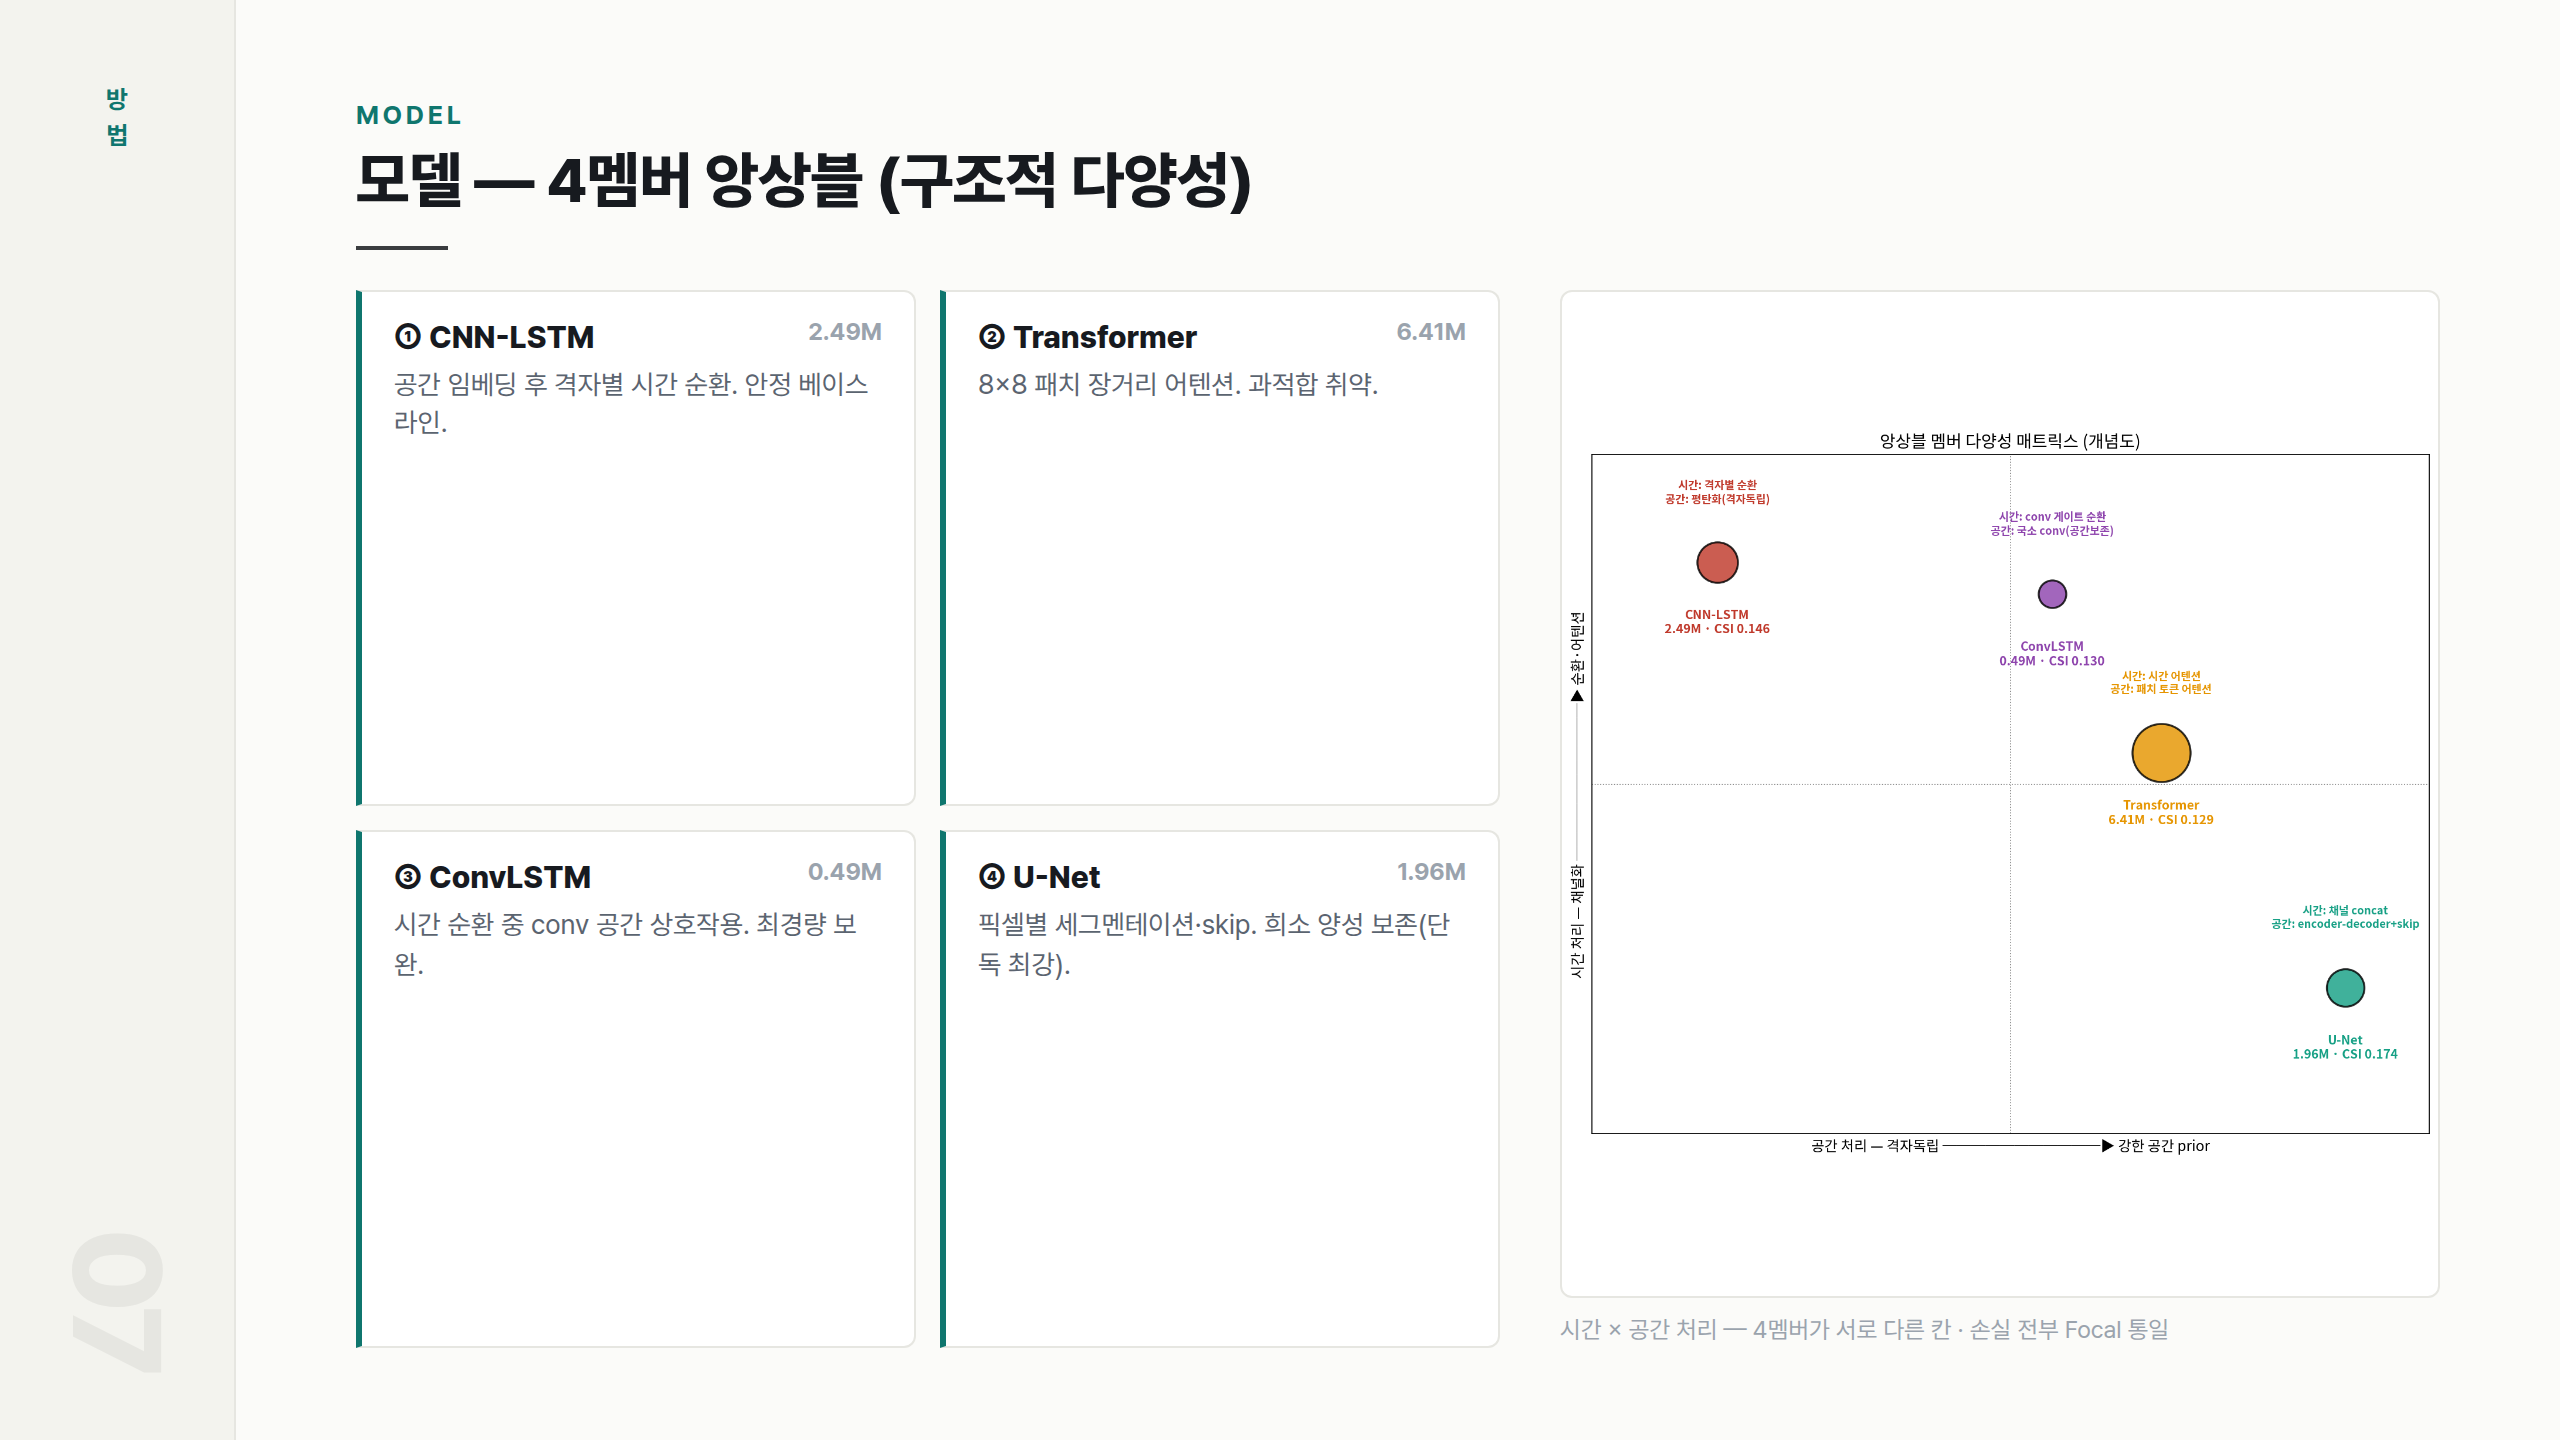 방
법
MODEL
모델 — 4멤버 앙상블 (구조적 다양성)
① CNN-LSTM
2.49M
공간 임베딩 후 격자별 시간 순환. 안정 베이스
라인.
② Transformer
6.41M
8×8 패치 장거리 어텐션. 과적합 취약.
③ ConvLSTM
0.49M
시간 순환 중 conv 공간 상호작용. 최경량 보
완.
④ U-Net
1.96M
픽셀별 세그멘테이션·skip. 희소 양성 보존(단
독 최강).
앙상블 멤버 다양성 매트릭스 (개념도)
시간: 격자별 순환
공간: 평탄화(격자독립)
CNN-LSTM
2.49M · CSI 0.146
시간: conv 게이트 순환
공간: 국소 conv(공간보존)
ConvLSTM
0.49M · CSI 0.130
시간: 시간 어텐션
공간: 패치 토큰 어텐션
Transformer
6.41M · CSI 0.129
시간: 채널 concat
공간: encoder-decoder+skip
U-Net
1.96M · CSI 0.174
시간 처리 — 채널화 ────▶ 순환·어텐션
공간 처리 — 격자독립 ────▶ 강한 공간 prior
시간 × 공간 처리 — 4멤버가 서로 다른 칸 · 손실 전부 Focal 통일
07